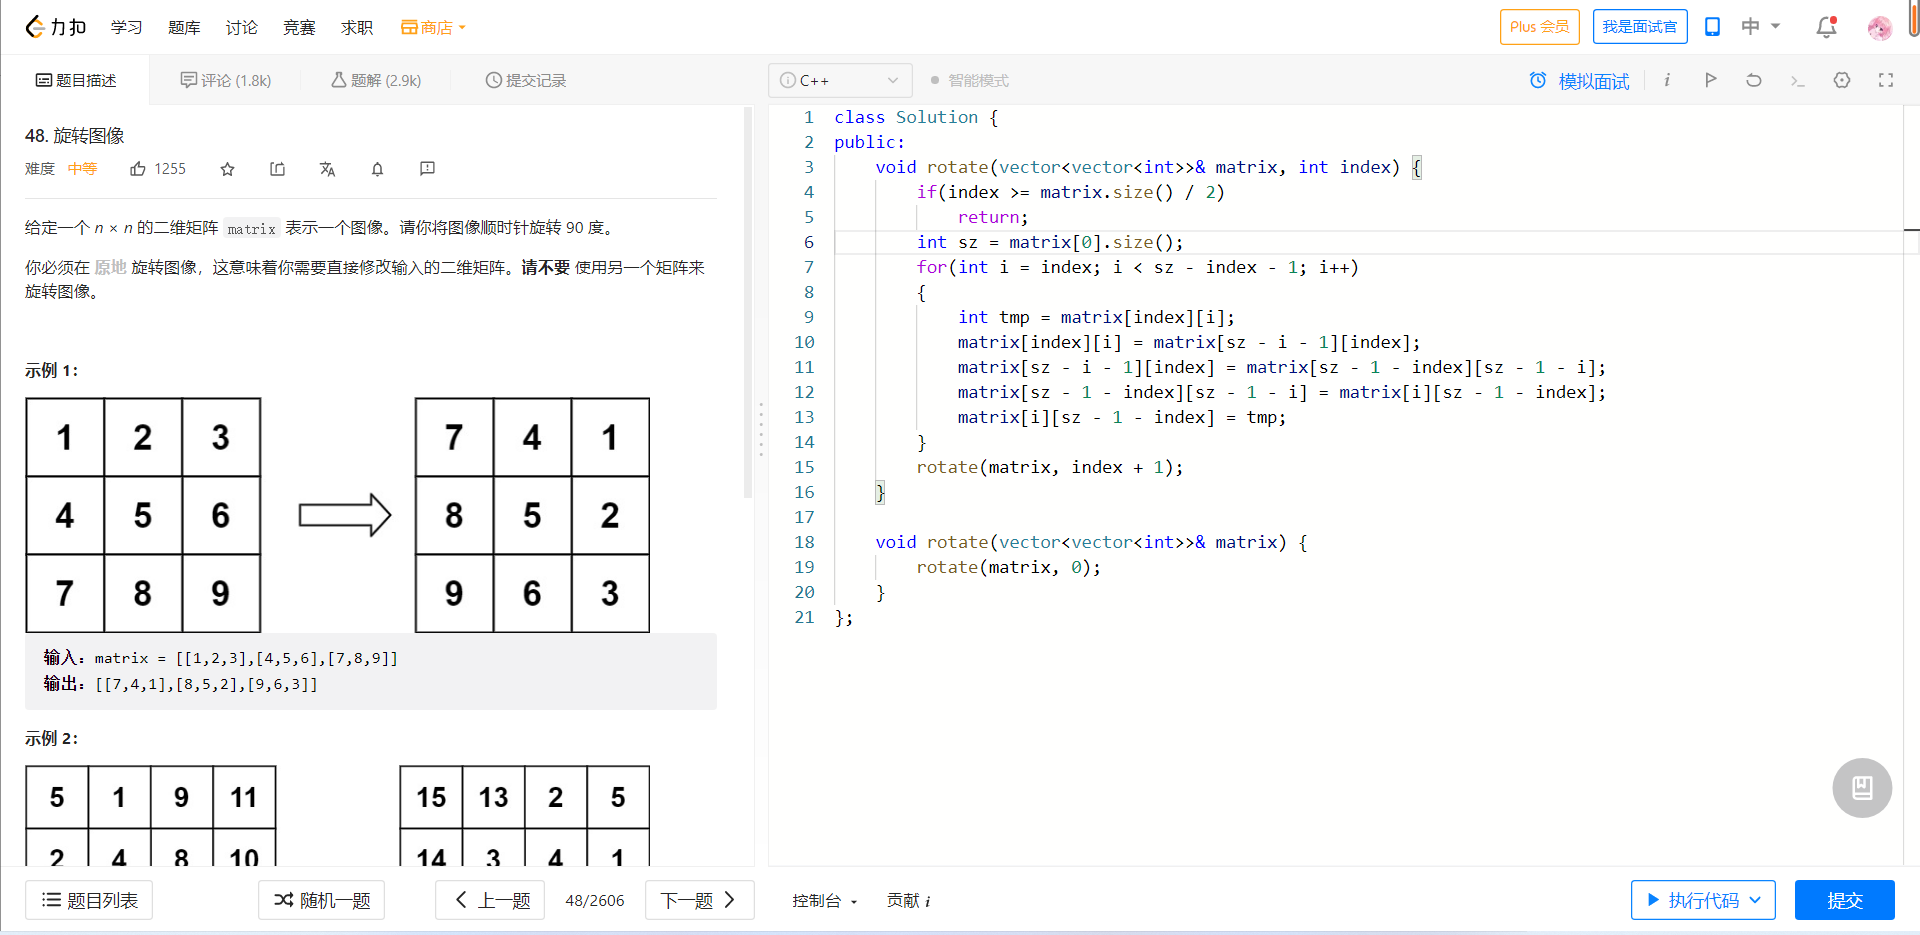 力扣 学习 题库 讨论 竞赛 求职 商店 Plus 会员 我是面试官 中
题目描述 评论 (1.8k) 题解 (2.9k) 提交记录
i C++ 智能模式 模拟面试 i
48. 旋转图像
难度 中等 1255
给定一个 n × n 的二维矩阵 matrix 表示一个图像。请你将图像顺时针旋转 90 度。
你必须在 原地 旋转图像，这意味着你需要直接修改输入的二维矩阵。请不要 使用另一个矩阵来
旋转图像。
示例 1：
1 2 3
4 5 6
7 8 9
7 4 1
8 5 2
9 6 3
输入：matrix = [[1,2,3],[4,5,6],[7,8,9]]
输出：[[7,4,1],[8,5,2],[9,6,3]]
示例 2：
5 1 9 11
2 4 8 10
15 13 2 5
14 3 4 1
1 class Solution {
2 public:
3 void rotate(vector<vector<int>>& matrix, int index) {
4 if(index >= matrix.size() / 2)
5 return;
6 int sz = matrix[0].size();
7 for(int i = index; i < sz - index - 1; i++)
8 {
9 int tmp = matrix[index][i];
10 matrix[index][i] = matrix[sz - i - 1][index];
11 matrix[sz - i - 1][index] = matrix[sz - 1 - index][sz - 1 - i];
12 matrix[sz - 1 - index][sz - 1 - i] = matrix[i][sz - 1 - index];
13 matrix[i][sz - 1 - index] = tmp;
14 }
15 rotate(matrix, index + 1);
16 }
17
18 void rotate(vector<vector<int>>& matrix) {
19 rotate(matrix, 0);
20 }
21 };
题目列表 随机一题 上一题 48/2606 下一题 控制台 贡献 i 执行代码 提交